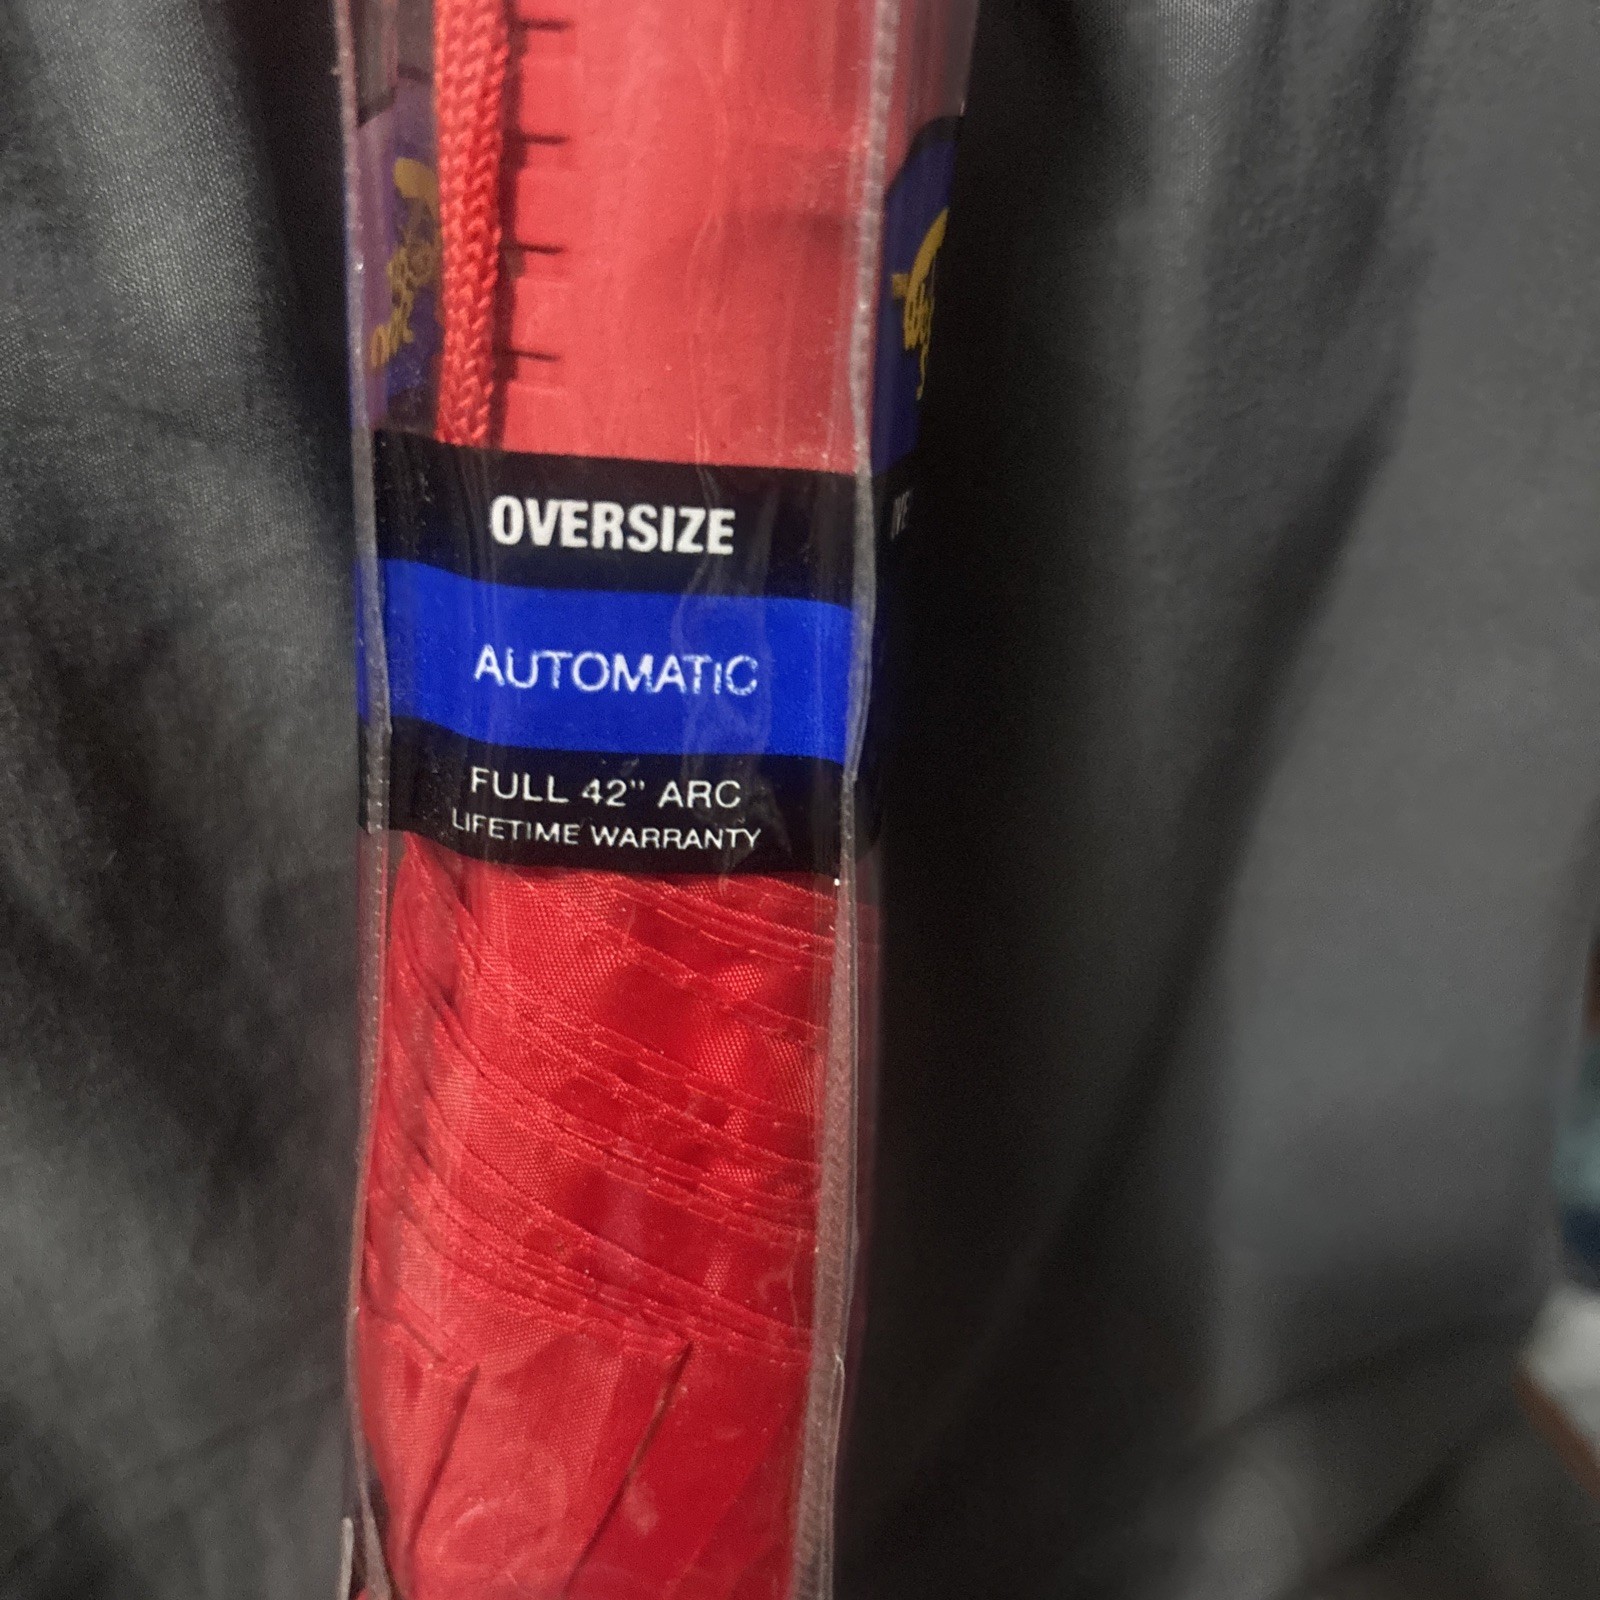 OVERSIZE
AUTOMATIC
FULL 42" ARC
LIFETIME WARRANTY